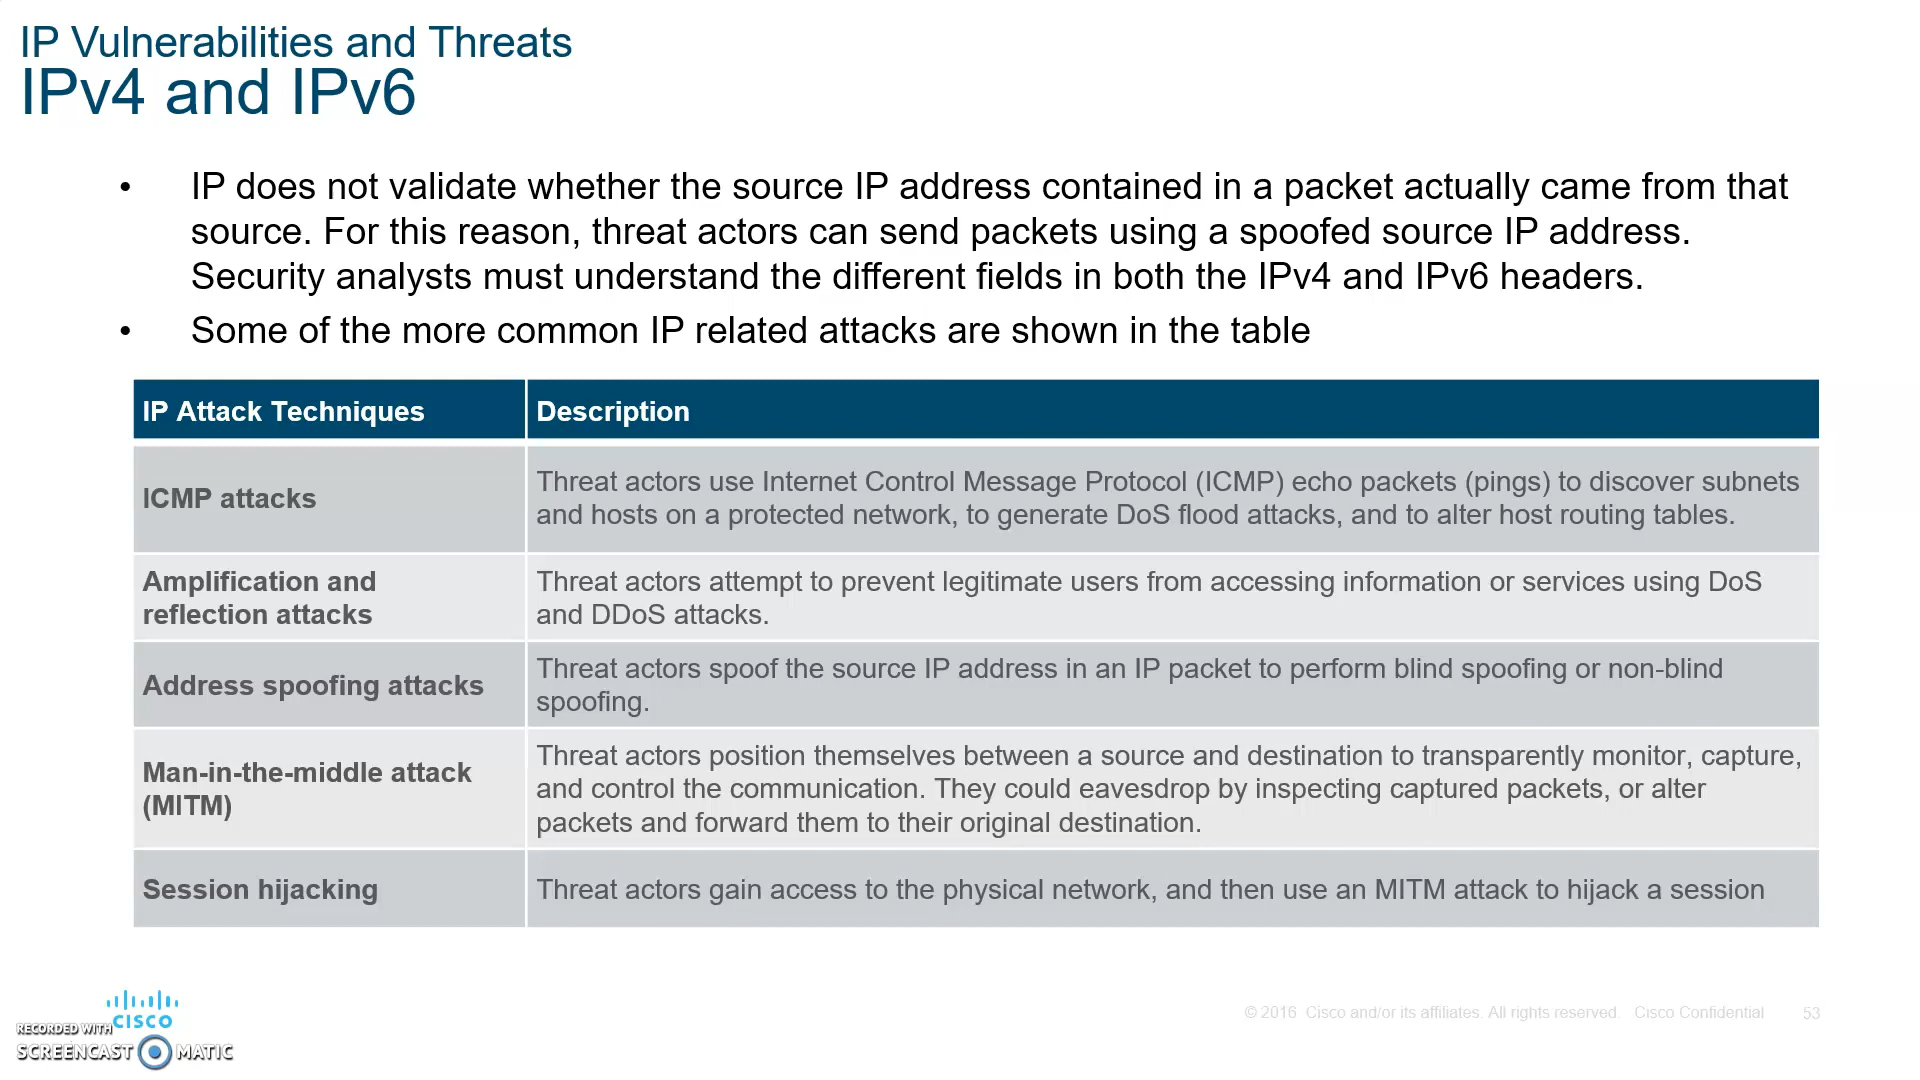 IP Vulnerabilities and Threats
IPv4 and IPv6
• IP does not validate whether the source IP address contained in a packet actually came from that
source. For this reason, threat actors can send packets using a spoofed source IP address.
Security analysts must understand the different fields in both the IPv4 and IPv6 headers.
• Some of the more common IP related attacks are shown in the table
IP Attack Techniques
Description
ICMP attacks
Threat actors use Internet Control Message Protocol (ICMP) echo packets (pings) to discover subnets
and hosts on a protected network, to generate DoS flood attacks, and to alter host routing tables.
Amplification and
reflection attacks
Threat actors attempt to prevent legitimate users from accessing information or services using DoS
and DDoS attacks.
Address spoofing attacks
Threat actors spoof the source IP address in an IP packet to perform blind spoofing or non-blind
spoofing.
Man-in-the-middle attack
(MITM)
Threat actors position themselves between a source and destination to transparently monitor, capture,
and control the communication. They could eavesdrop by inspecting captured packets, or alter
packets and forward them to their original destination.
Session hijacking
Threat actors gain access to the physical network, and then use an MITM attack to hijack a session
CISCO
RECORDED WITH
SCREENCAST MATIC
© 2016 Cisco and/or its affiliates. All rights reserved. Cisco Confidential
53